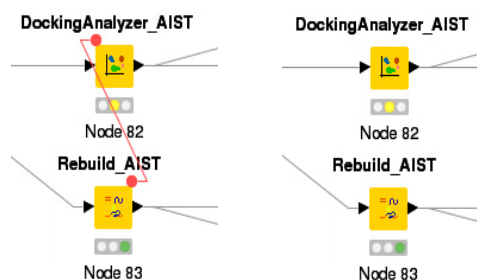 DockingAnalyzer_AIST
Node 82
Rebuild_AIST
Node 83
DockingAnalyzer_AIST
Node 82
Rebuild_AIST
Node 83